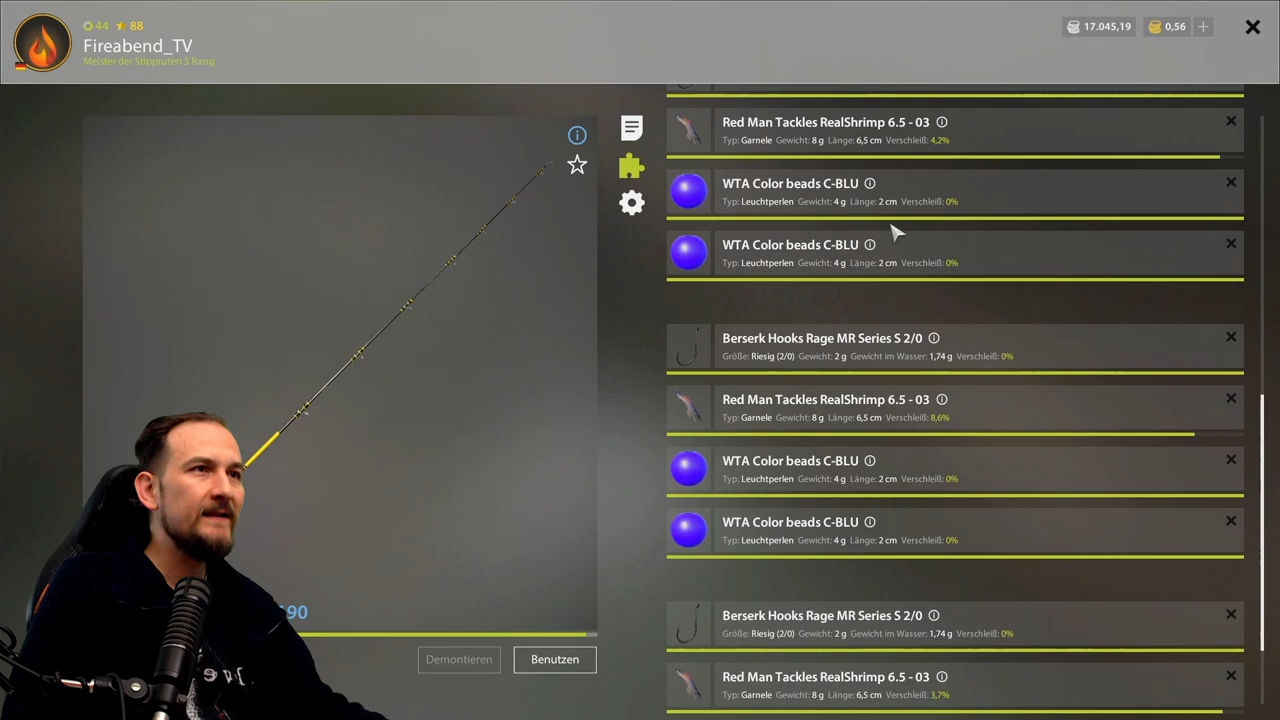 44 88
Fireabend_TV
Meister der Stippruten 5 Rang
17.045,19 0,56
Red Man Tackles RealShrimp 6.5 - 03
Typ: Garnele Gewicht: 8 g Länge: 6,5 cm Verschleiß: 4,2%
WTA Color beads C-BLU
Typ: Leuchtperlen Gewicht: 4 g Länge: 2 cm Verschleiß: 0%
WTA Color beads C-BLU
Typ: Leuchtperlen Gewicht: 4 g Länge: 2 cm Verschleiß: 0%
Berserk Hooks Rage MR Series S 2/0
Größe: Riesig (2/0) Gewicht: 2 g Gewicht im Wasser: 1,74 g Verschleiß: 0%
Red Man Tackles RealShrimp 6.5 - 03
Typ: Garnele Gewicht: 8 g Länge: 6,5 cm Verschleiß: 8,6%
WTA Color beads C-BLU
Typ: Leuchtperlen Gewicht: 4 g Länge: 2 cm Verschleiß: 0%
WTA Color beads C-BLU
Typ: Leuchtperlen Gewicht: 4 g Länge: 2 cm Verschleiß: 0%
Berserk Hooks Rage MR Series S 2/0
Größe: Riesig (2/0) Gewicht: 2 g Gewicht im Wasser: 1,74 g Verschleiß: 0%
Red Man Tackles RealShrimp 6.5 - 03
Typ: Garnele Gewicht: 8 g Länge: 6,5 cm Verschleiß: 3,7%
90
Demontieren Benutzen